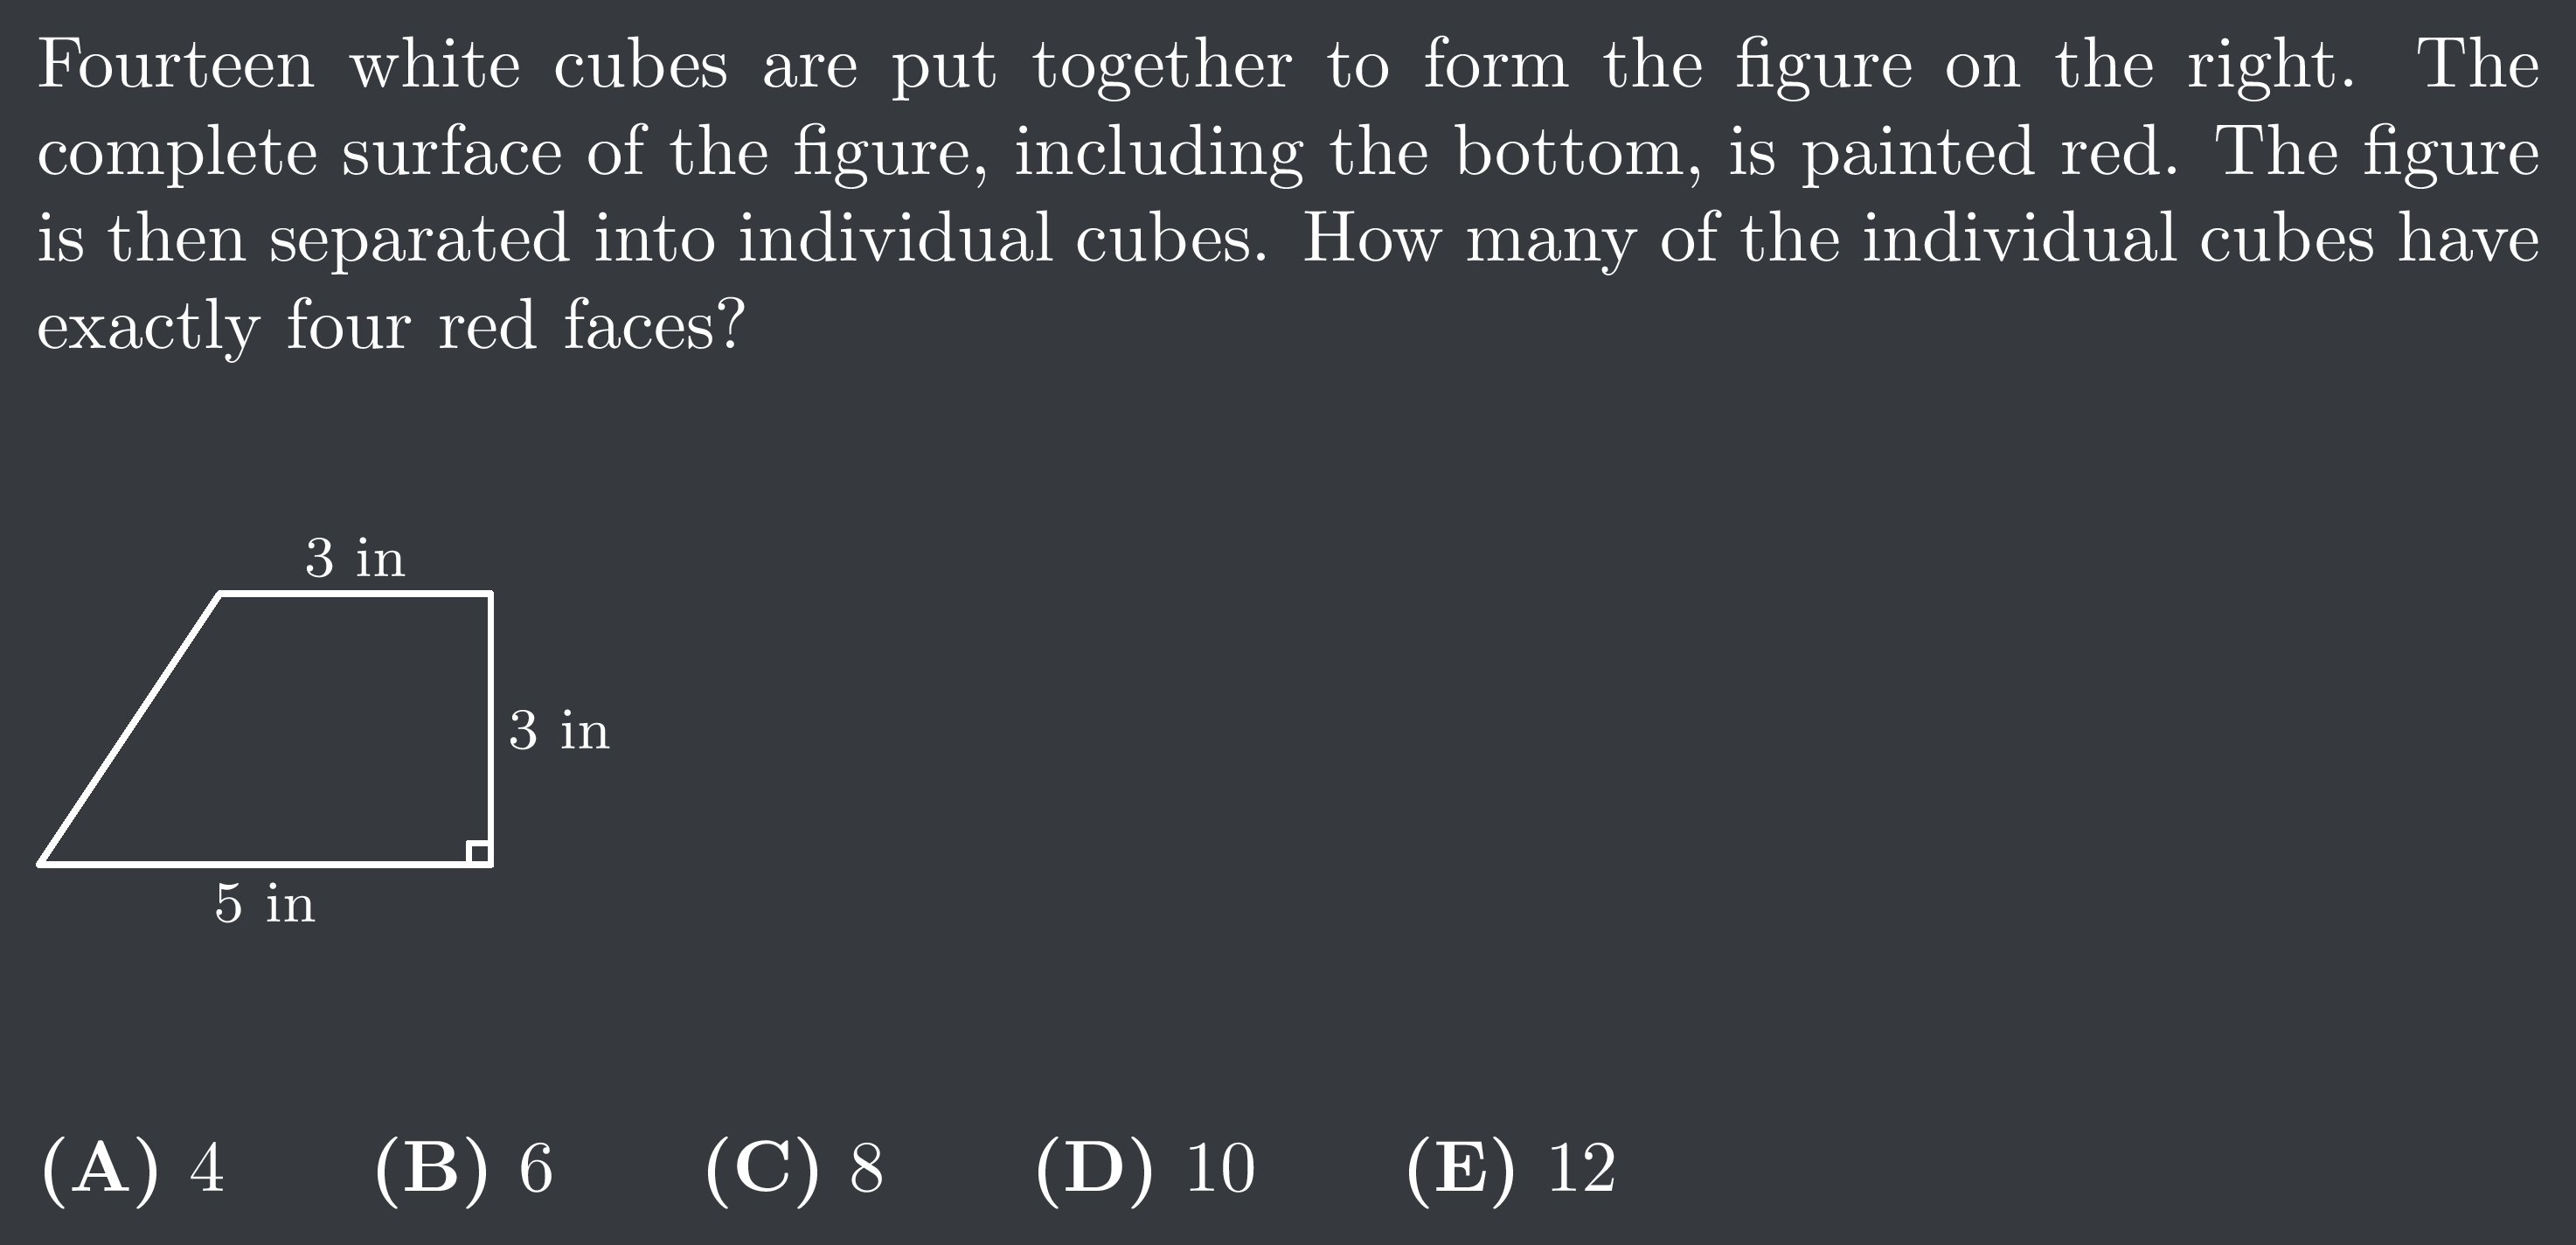 Fourteen white cubes are put together to form the figure on the right. The
complete surface of the figure, including the bottom, is painted red. The figure
is then separated into individual cubes. How many of the individual cubes have
exactly four red faces?
3 in
3 in
5 in
(A) 4 (B) 6 (C) 8 (D) 10 (E) 12